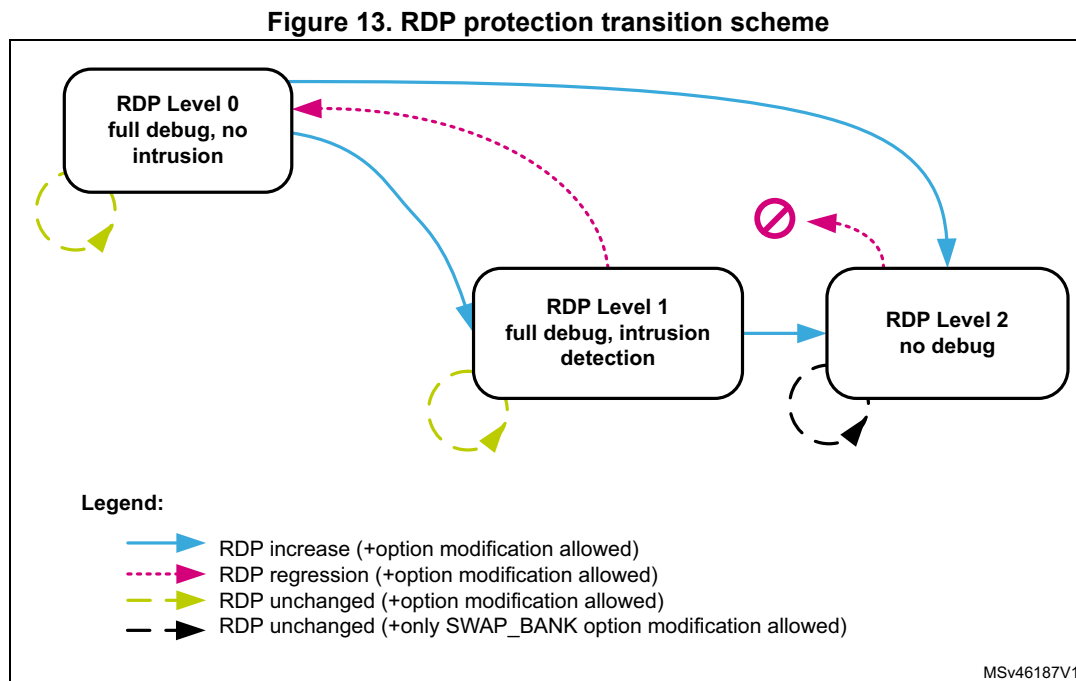 Figure 13. RDP protection transition scheme
RDP Level 0
full debug, no
intrusion
RDP Level 1
full debug, intrusion
detection
RDP Level 2
no debug
Legend:
RDP increase (+option modification allowed)
RDP regression (+option modification allowed)
RDP unchanged (+option modification allowed)
RDP unchanged (+only SWAP_BANK option modification allowed)
MSv46187V1